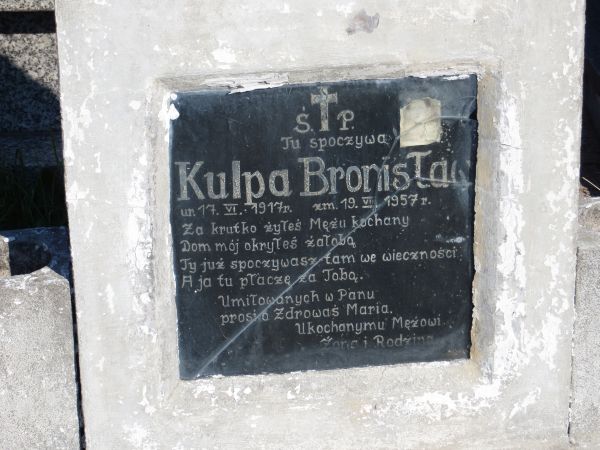 Ś. P.
Tu spoczywa
Kulpa Bronisław
ur. 17. VI. 1917r. zm. 19. VII. 1957r.
Za krutko żyłeś Mężu kochany
Dom mój okryłeś żałobą
Ty już spoczywasz tam we wieczności
A ja tu płaczę za Tobą..
Umiłowanych w Panu
prosi o Zdrowaś Maria.
Ukochanymu Mężowi
Żona i Rodzina